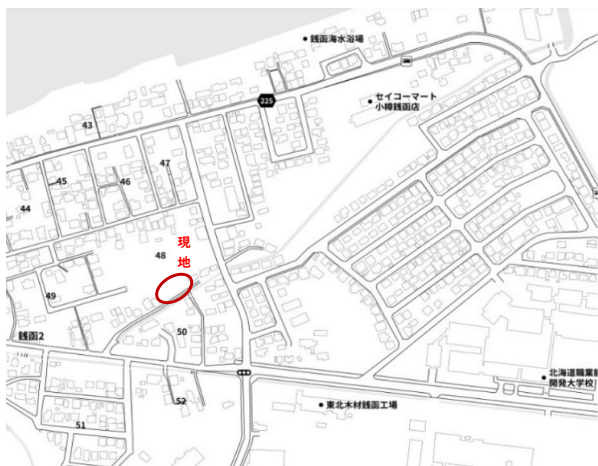 銭函海水浴場
225
セイコーマート
小樽銭函店
43
47
46
45
44
現
地
48
49
50
銭函2
52
51
東北木材銭函工場
北海道職業能
開発大学校